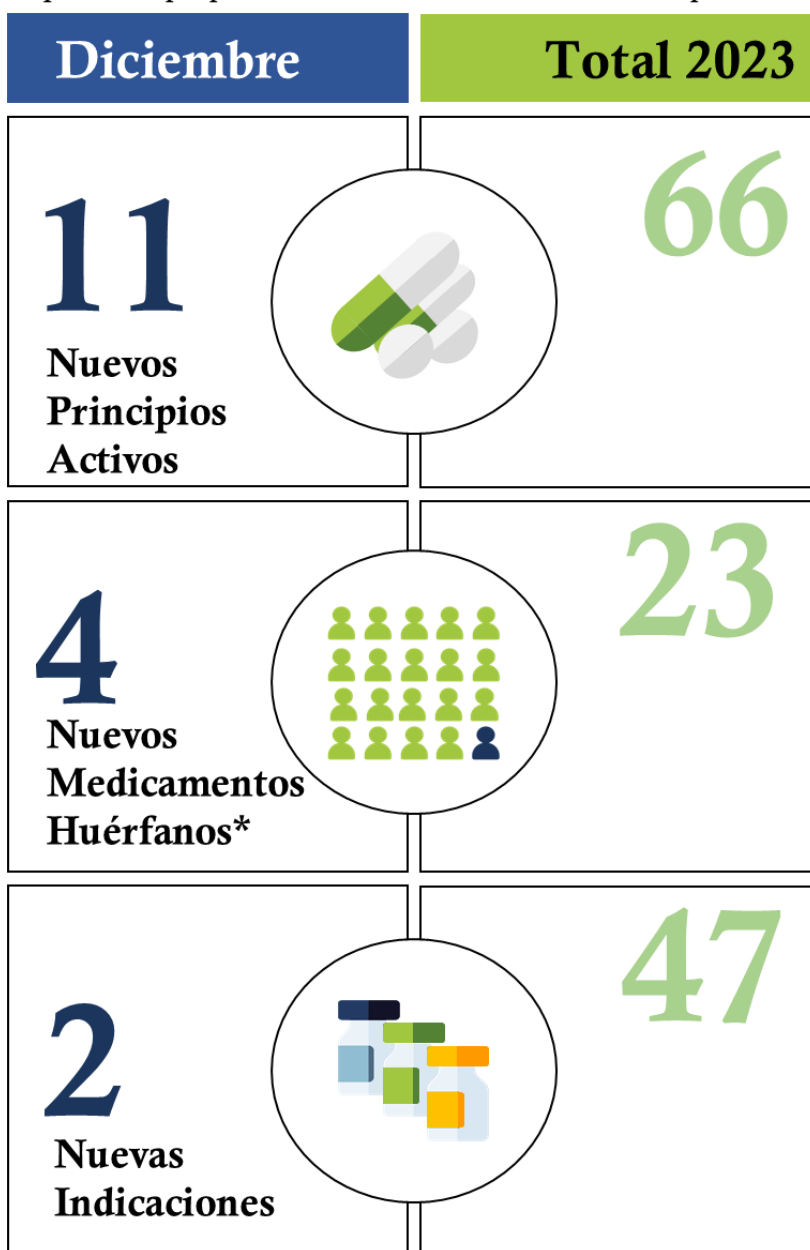 Diciembre
Total 2023
11
66
Nuevos
Principios
Activos
4
23
Nuevos
Medicamentos
Huérfanos*
2
47
Nuevas
Indicaciones